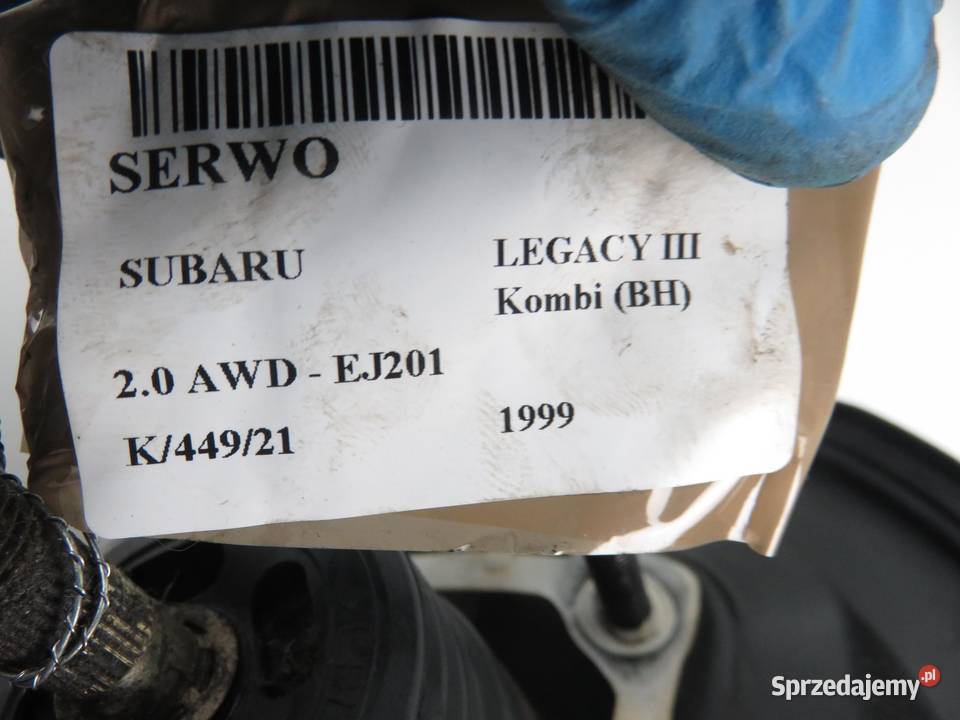 SERWO
SUBARU
LEGACY III
Kombi (BH)
2.0 AWD - EJ201
K/449/21
1999
Sprzedajemy.pl